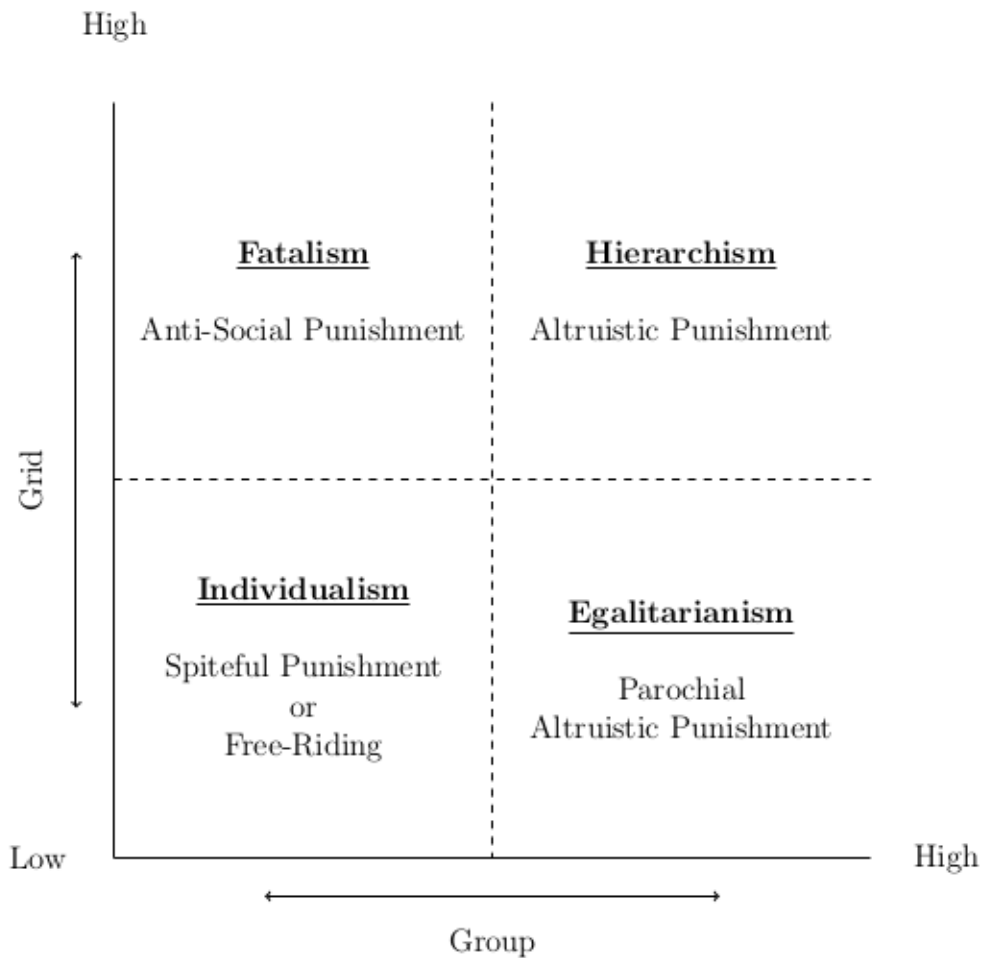 High
Fatalism
Anti-Social Punishment
Hierarchism
Altruistic Punishment
Grid
Individualism
Spiteful Punishment
or
Free-Riding
Egalitarianism
Parochial
Altruistic Punishment
Low
High
Group